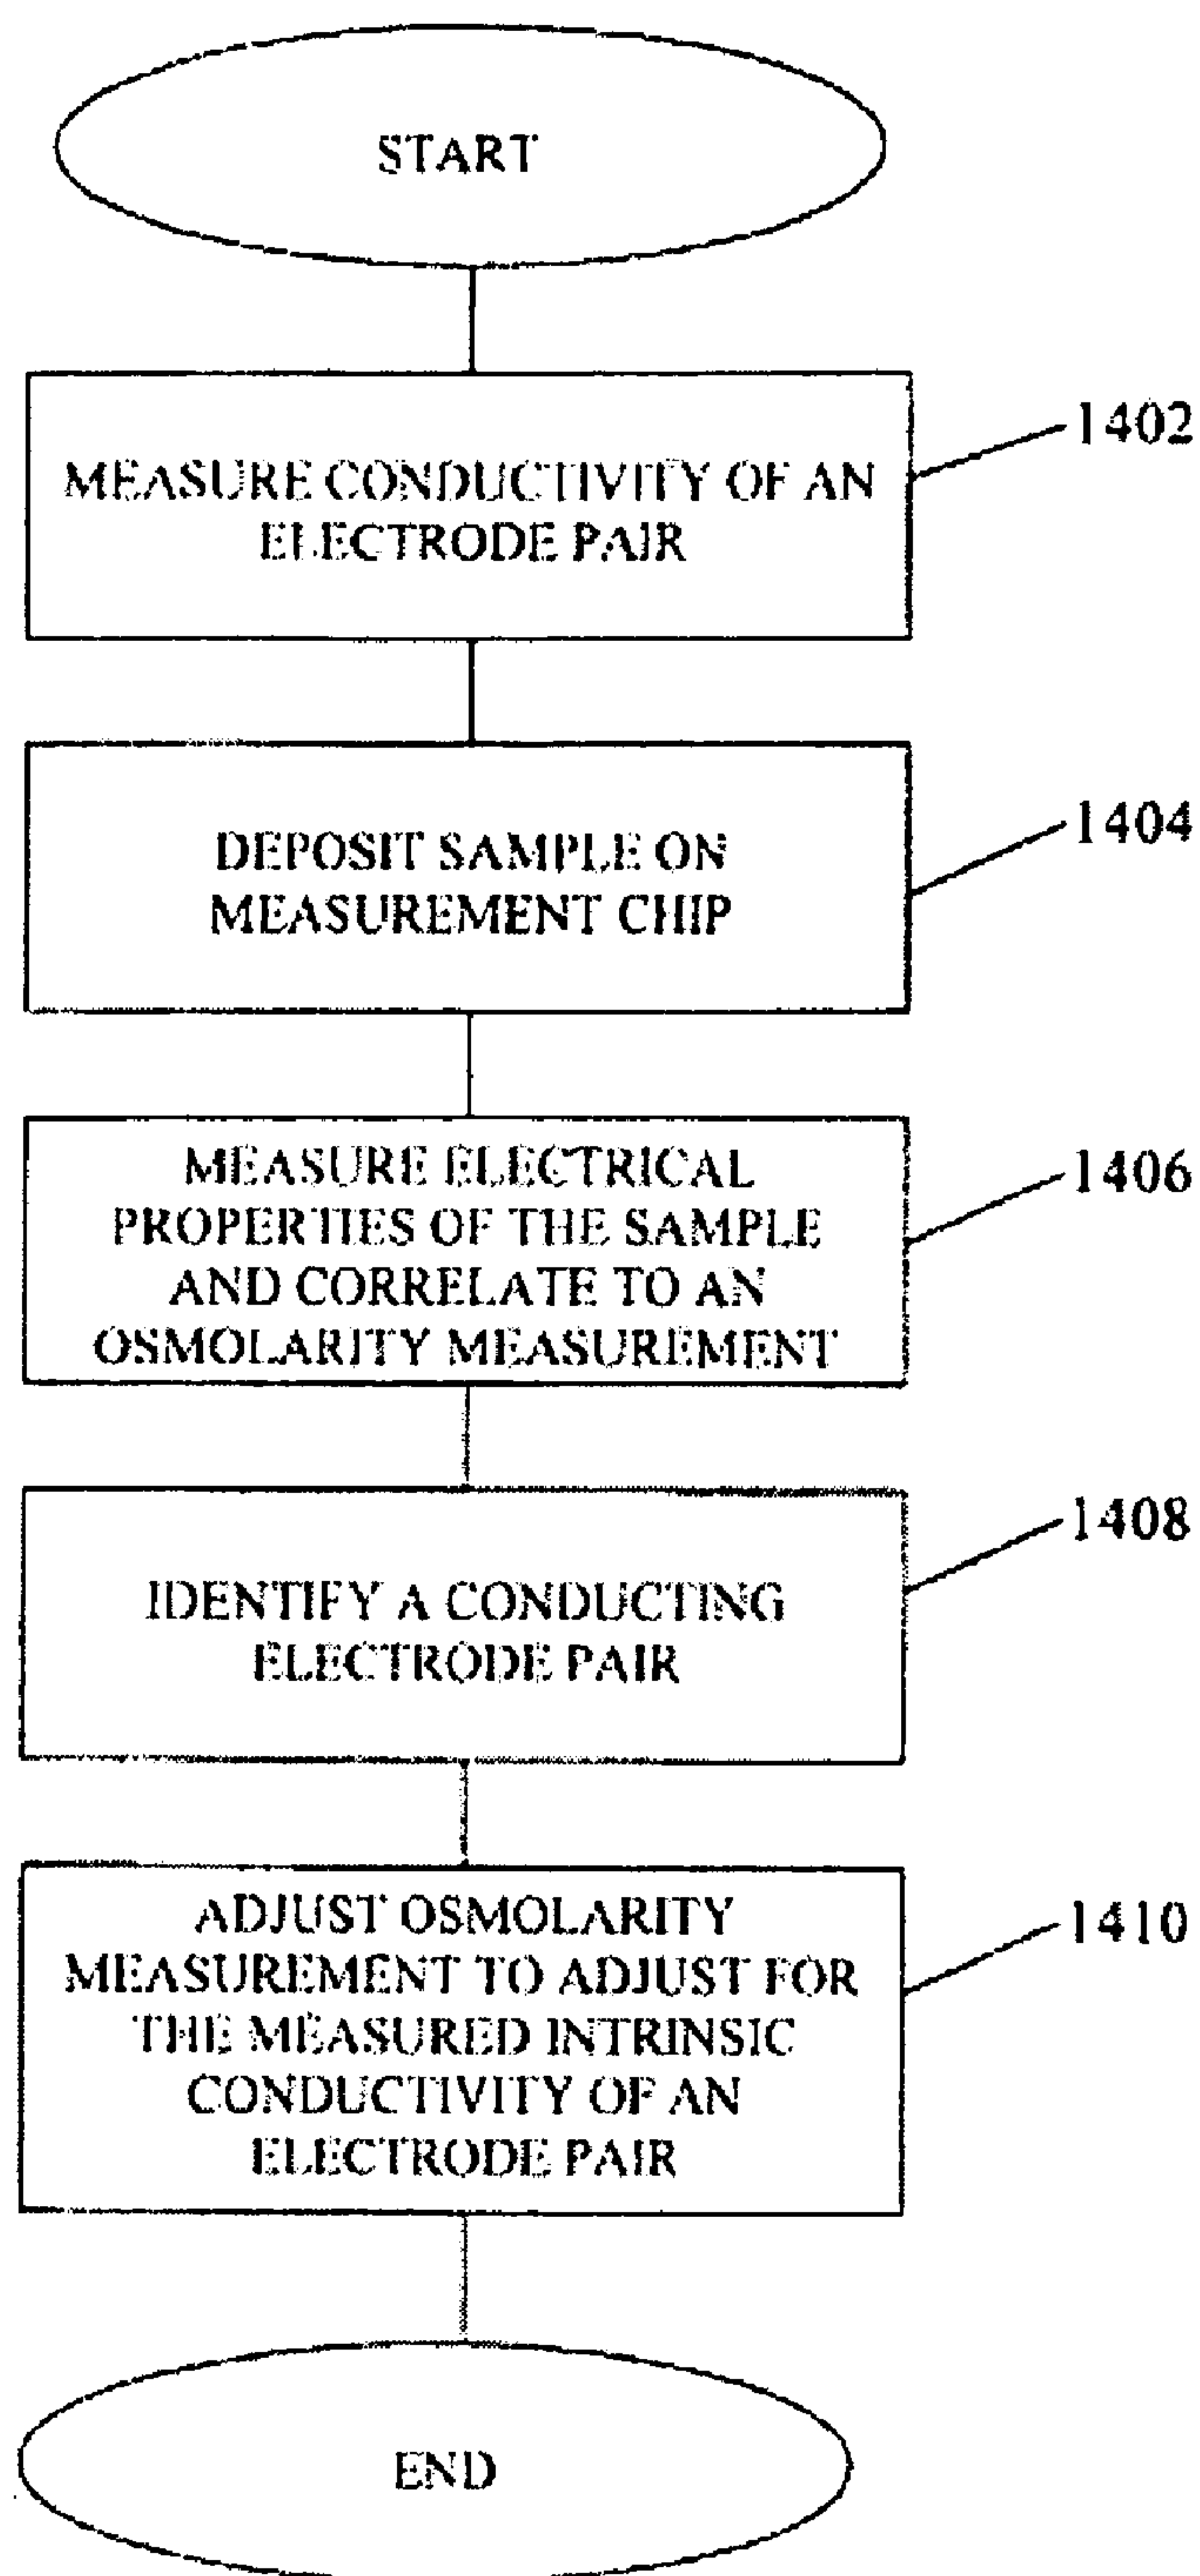 START
MEASURE CONDUCTIVITY OF AN
ELECTRODE PAIR
1402
DEPOSIT SAMPLE ON
MEASUREMENT CHIP
1404
MEASURE ELECTRICAL
PROPERTIES OF THE SAMPLE
AND CORRELATE TO AN
OSMOLARITY MEASUREMENT
1406
IDENTIFY A CONDUCTING
ELECTRODE PAIR
1408
ADJUST OSMOLARITY
MEASUREMENT TO ADJUST FOR
THE MEASURED INTRINSIC
CONDUCTIVITY OF AN
ELECTRODE PAIR
1410
END